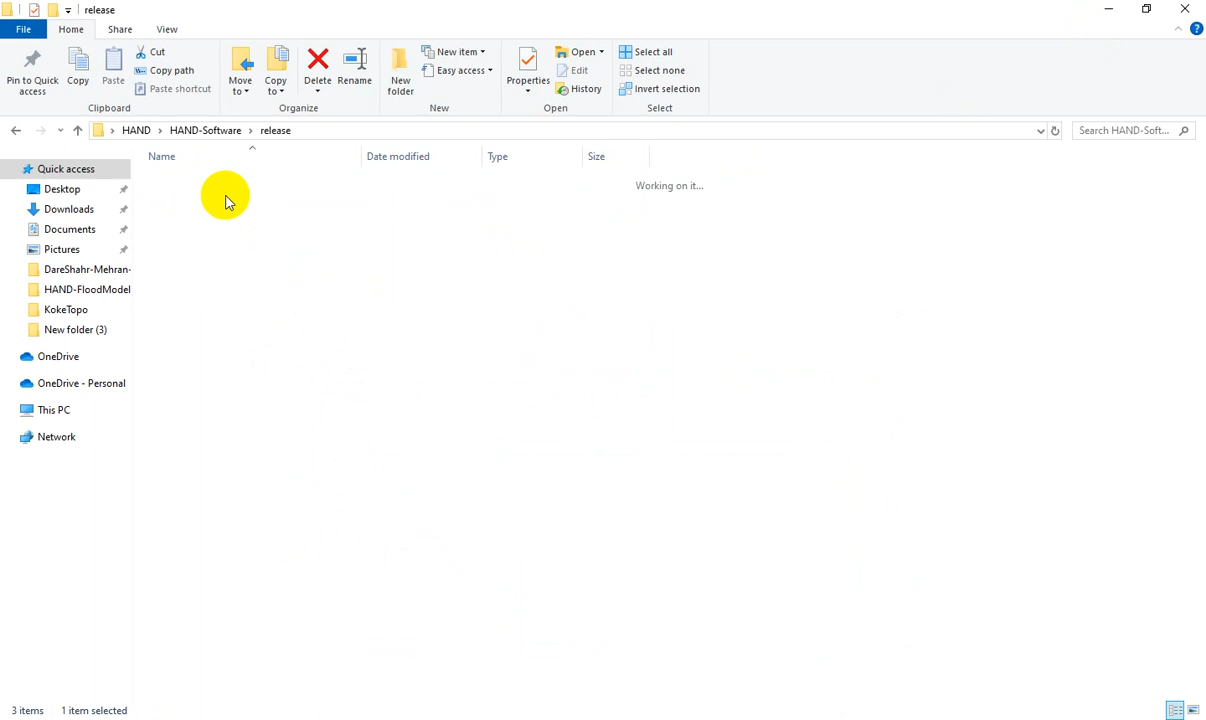 release
File Home Share View
Pin to Quick access
Copy
Paste
Cut
Copy path
Paste shortcut
Clipboard
Move to
Copy to
Delete
Rename
Organize
New folder
New item
Easy access
New
Properties
Open
Edit
History
Open
Select all
Select none
Invert selection
Select
HAND › HAND-Software › release
Search HAND-Soft...
Name Date modified Type Size
Working on it...
Quick access
Desktop
Downloads
Documents
Pictures
DareShahr-Mehran-
HAND-FloodModel
KokeTopo
New folder (3)
OneDrive
OneDrive - Personal
This PC
Network
3 items 1 item selected